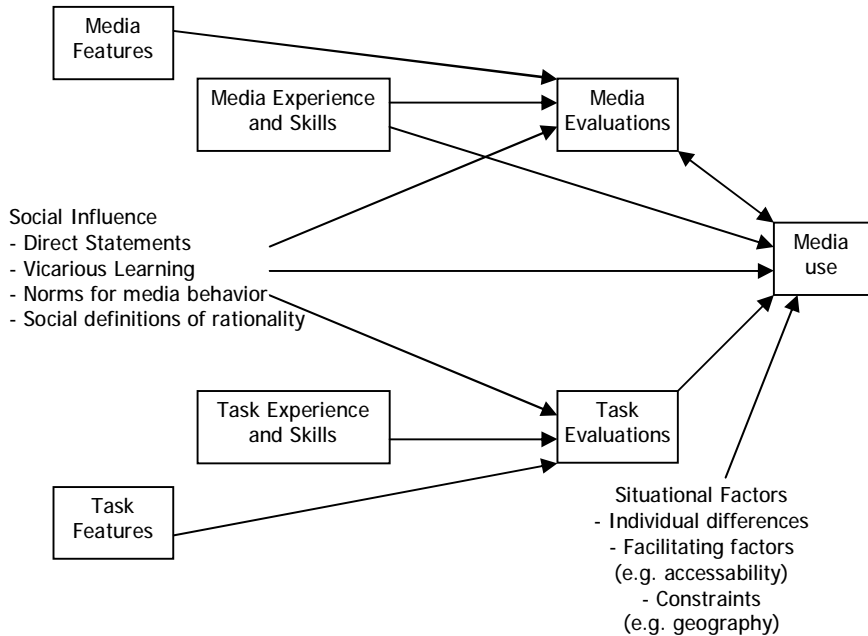 Media
Features
Media Experience
and Skills
Media
Evaluations
Social Influence
- Direct Statements
- Vicarious Learning
- Norms for media behavior
- Social definitions of rationality
Media
use
Task Experience
and Skills
Task
Evaluations
Task
Features
Situational Factors
- Individual differences
- Facilitating factors
(e.g. accessability)
- Constraints
(e.g. geography)